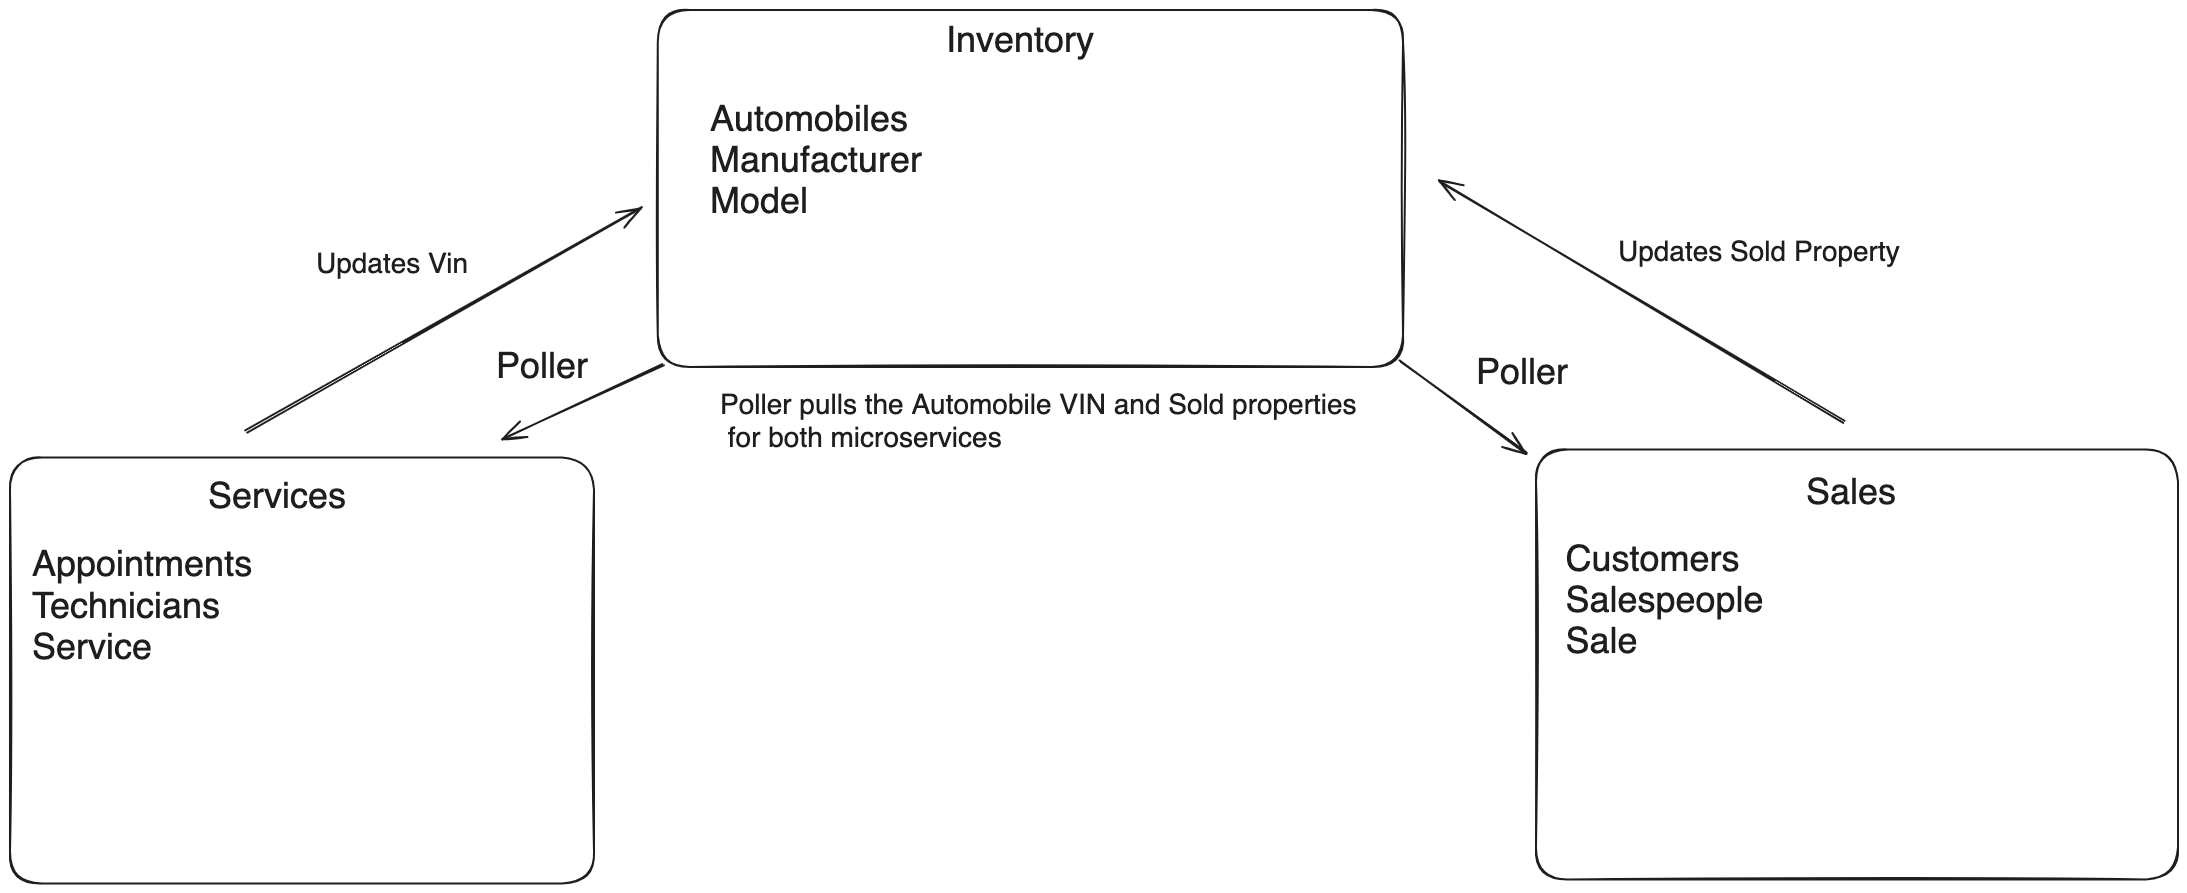 Inventory
Automobiles
Manufacturer
Model
Updates Vin
Updates Sold Property
Poller
Poller
Poller pulls the Automobile VIN and Sold properties
for both microservices
Services
Appointments
Technicians
Service
Sales
Customers
Salespeople
Sale